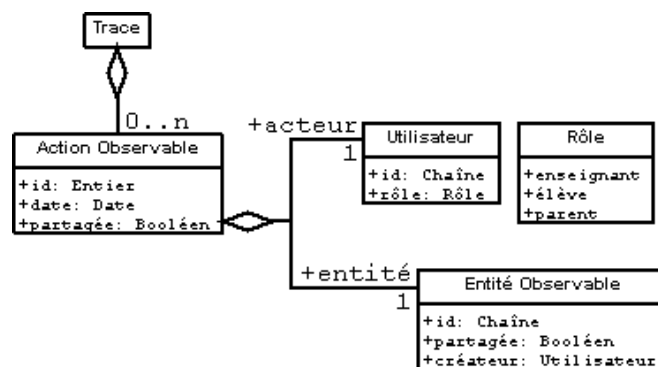 Trace
0..n
Action Observable
+id: Entier
+date: Date
+partagée: Booléen
+acteur
1
Utilisateur
+id: Chaîne
+rôle: Rôle
Rôle
+enseignant
+élève
+parent
+entité
1
Entité Observable
+id: Chaîne
+partagée: Booléen
+créateur: Utilisateur